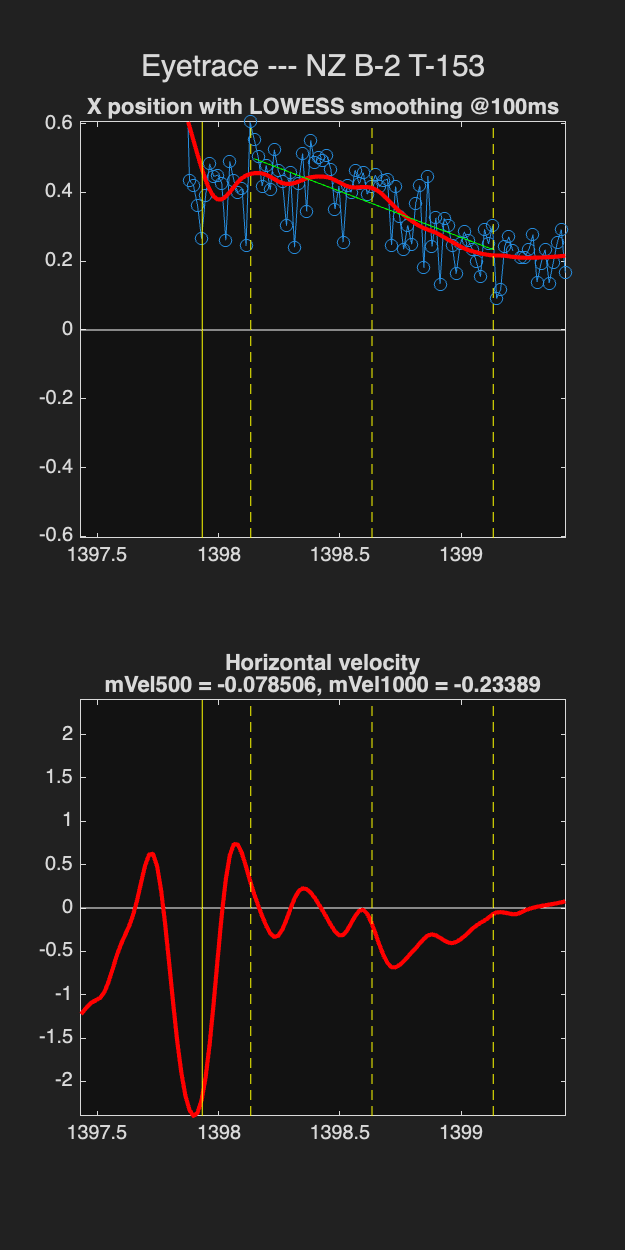 Eyetrace --- NZ B-2 T-153
X position with LOWESS smoothing @100ms
0.6
0.4
0.2
0
-0.2
-0.4
-0.6
1397.5 1398 1398.5 1399
Horizontal velocity
mVel500 = -0.078506, mVel1000 = -0.23389
2
1.5
1
0.5
0
-0.5
-1
-1.5
-2
1397.5 1398 1398.5 1399